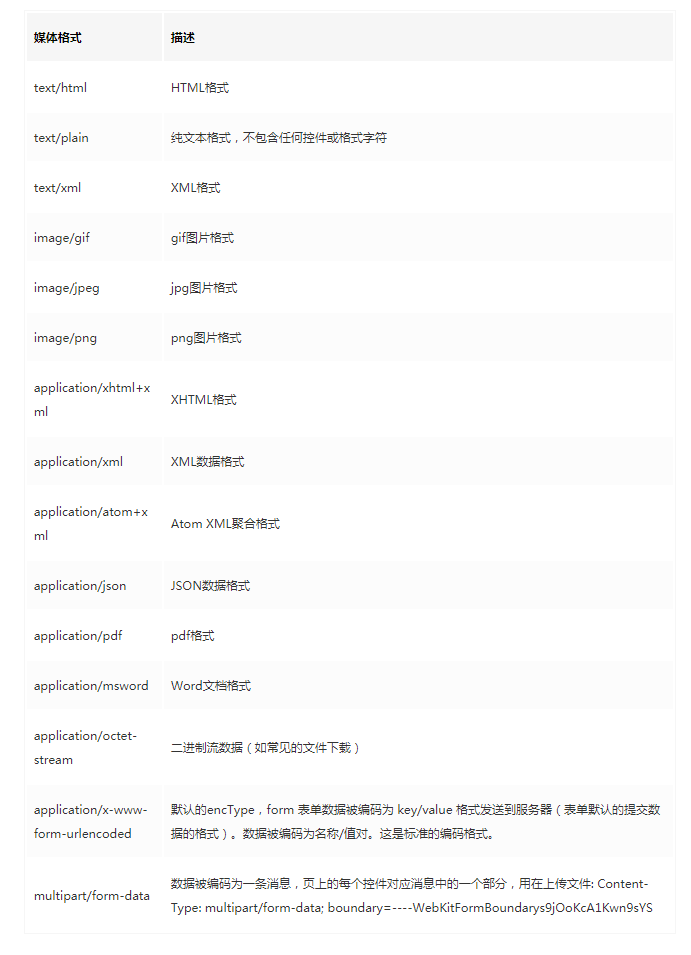 媒体格式 描述
text/html HTML格式
text/plain 纯文本格式，不包含任何控件或格式字符
text/xml XML格式
image/gif gif图片格式
image/jpeg jpg图片格式
image/png png图片格式
application/xhtml+x
ml
XHTML格式
application/xml XML数据格式
application/atom+x
ml
Atom XML聚合格式
application/json JSON数据格式
application/pdf pdf格式
application/msword Word文档格式
application/octet-
stream
二进制流数据（如常见的文件下载）
application/x-www-
form-urlencoded
默认的encType，form 表单数据被编码为 key/value 格式发送到服务器（表单默认的提交数
据的格式）。数据被编码为名称/值对。这是标准的编码格式。
multipart/form-data
数据被编码为一条消息，页上的每个控件对应消息中的一个部分，用在上传文件: Content-
Type: multipart/form-data; boundary=----WebKitFormBoundarys9jOoKcA1Kwn9sYS